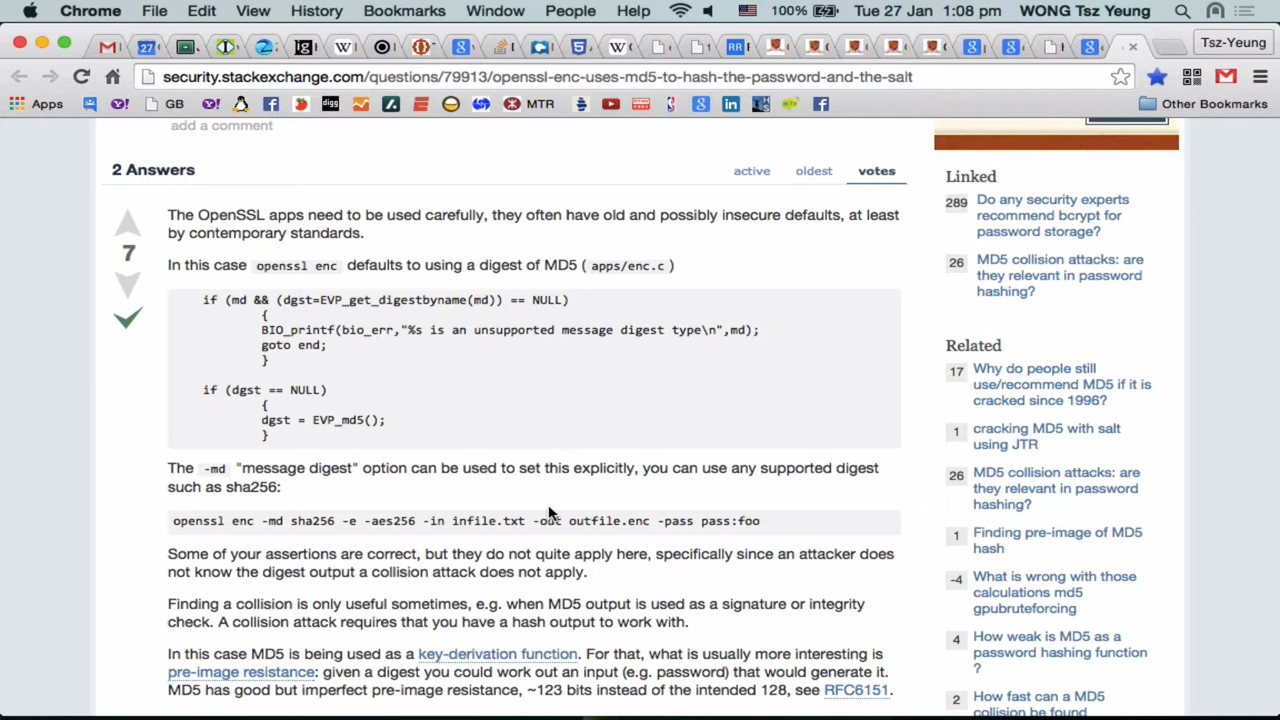 Chrome File Edit View History Bookmarks Window People Help 100% Tue 27 Jan 1:08 pm WONG Tsz Yeung
Tsz-Yeung
security.stackexchange.com/questions/79913/openssl-enc-uses-md5-to-hash-the-password-and-the-salt
Apps GB MTR Other Bookmarks
add a comment
2 Answers
active oldest votes
7
The OpenSSL apps need to be used carefully, they often have old and possibly insecure defaults, at least
by contemporary standards.
In this case openssl enc defaults to using a digest of MD5 ( apps/enc.c )
if (md && (dgst=EVP_get_digestbyname(md)) == NULL)
{
BIO_printf(bio_err,"%s is an unsupported message digest type\n",md);
goto end;
}
if (dgst == NULL)
{
dgst = EVP_md5();
}
The -md "message digest" option can be used to set this explicitly, you can use any supported digest
such as sha256:
openssl enc -md sha256 -e -aes256 -in infile.txt -out outfile.enc -pass pass:foo
Some of your assertions are correct, but they do not quite apply here, specifically since an attacker does
not know the digest output a collision attack does not apply.
Finding a collision is only useful sometimes, e.g. when MD5 output is used as a signature or integrity
check. A collision attack requires that you have a hash output to work with.
In this case MD5 is being used as a key-derivation function. For that, what is usually more interesting is
pre-image resistance: given a digest you could work out an input (e.g. password) that would generate it.
MD5 has good but imperfect pre-image resistance, ~123 bits instead of the intended 128, see RFC6151.
Linked
289 Do any security experts
recommend bcrypt for
password storage?
26 MD5 collision attacks: are
they relevant in password
hashing?
Related
17 Why do people still
use/recommend MD5 if it is
cracked since 1996?
1 cracking MD5 with salt
using JTR
26 MD5 collision attacks: are
they relevant in password
hashing?
1 Finding pre-image of MD5
hash
-4 What is wrong with those
calculations md5
gpubruteforcing
4 How weak is MD5 as a
password hashing function
?
2 How fast can a MD5
collision be found